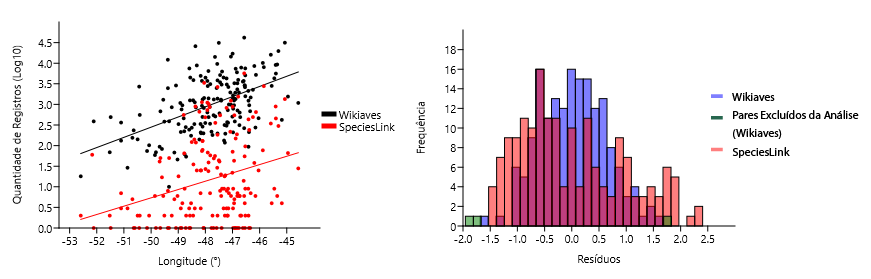 Quantidade de Registros (Log10)
4.5
4.0
3.5
3.0
2.5
2.0
1.5
1.0
0.5
0.0
-53 -52 -51 -50 -49 -48 -47 -46 -45
Longitude (°)
Wikiaves
SpeciesLink
Frequência
18
16
14
12
10
8
6
4
2
0
-2.0 -1.5 -1.0 -0.5 0.0 0.5 1.0 1.5 2.0 2.5
Resíduos
Wikiaves
Pares Excluídos da Análise
(Wikiaves)
SpeciesLink